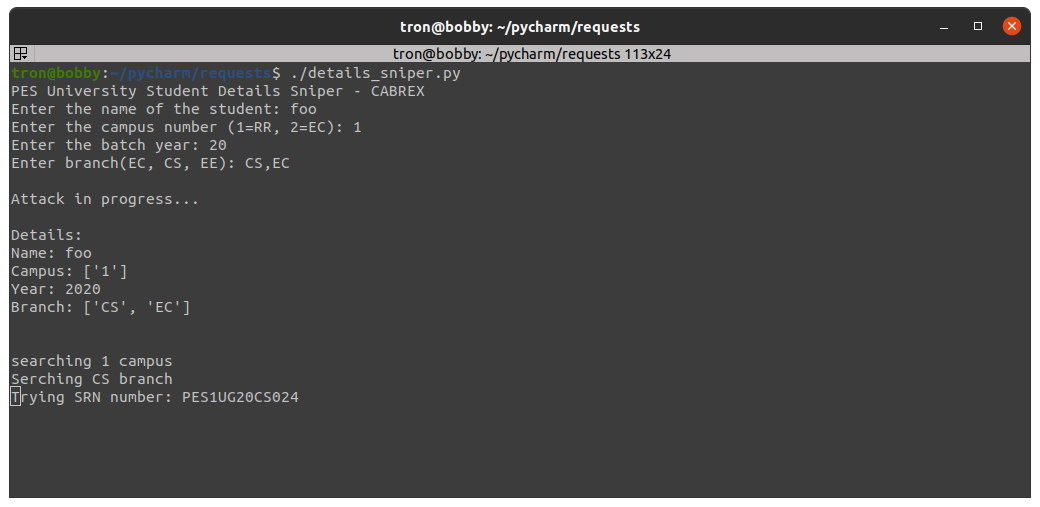 tron@bobby: ~/pycharm/requests
tron@bobby: ~/pycharm/requests 113x24
tron@bobby:~/pycharm/requests$ ./details_sniper.py
PES University Student Details Sniper - CABREX
Enter the name of the student: foo
Enter the campus number (1=RR, 2=EC): 1
Enter the batch year: 20
Enter branch(EC, CS, EE): CS,EC
Attack in progress...
Details:
Name: foo
Campus: ['1']
Year: 2020
Branch: ['CS', 'EC']
searching 1 campus
Serching CS branch
Trying SRN number: PES1UG20CS024